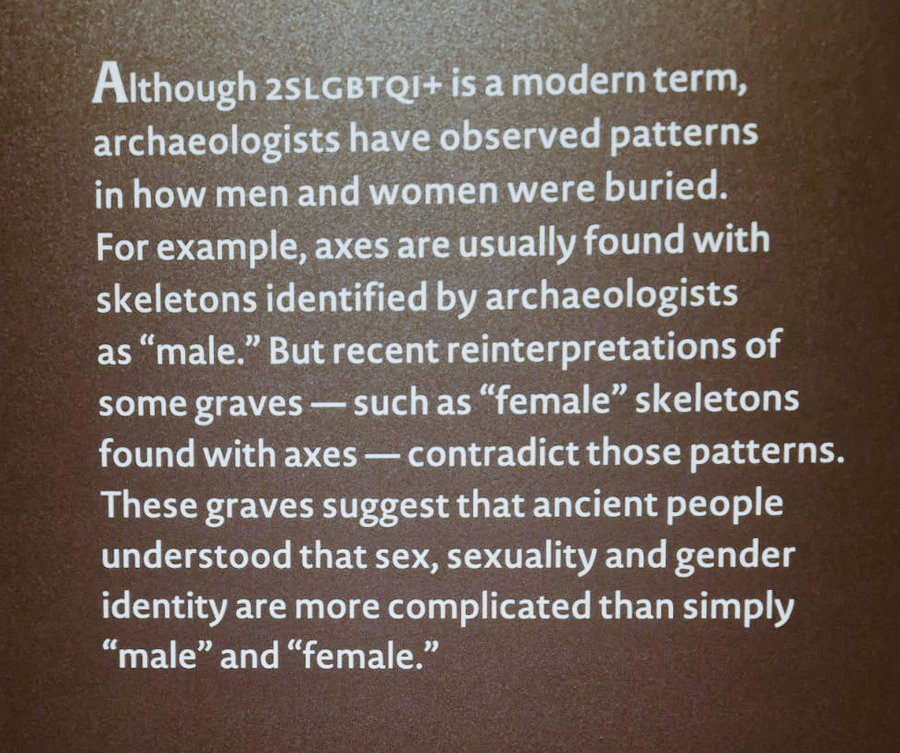 Although 2SLGBTQI+ is a modern term,
archaeologists have observed patterns
in how men and women were buried.
For example, axes are usually found with
skeletons identified by archaeologists
as “male.” But recent reinterpretations of
some graves — such as “female” skeletons
found with axes — contradict those patterns.
These graves suggest that ancient people
understood that sex, sexuality and gender
identity are more complicated than simply
“male” and “female.”